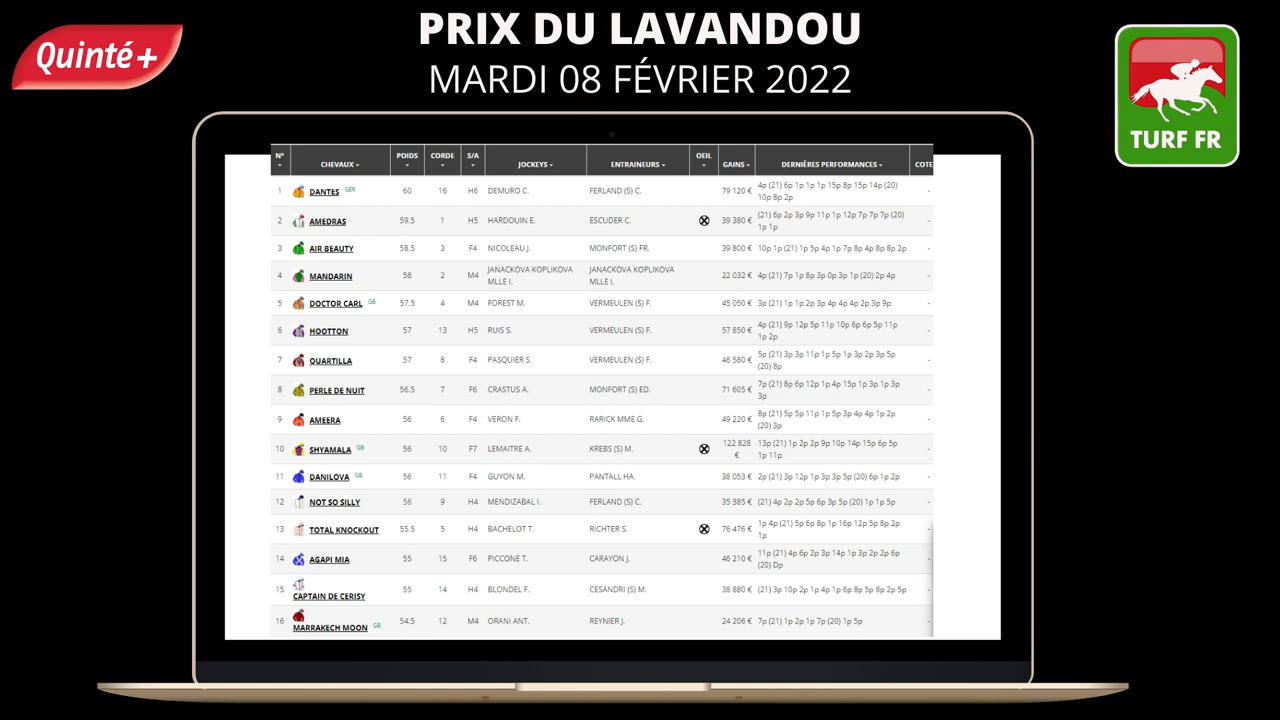 Quinté+
PRIX DU LAVANDOU
MARDI 08 FÉVRIER 2022
TURF FR
N° CHEVAUX POIDS CORDE S/A JOCKEYS ENTRAINEURS OEIL GAINS DERNIÈRES PERFORMANCES COTE
1 DANTES GER 60 16 H6 DEMURO C. FERLAND (S) C. 79 120 € 4p (21) 6p 1p 1p 1p 15p 8p 15p 14p (20)
10p 8p 2p -
2 AMEDRAS 59.5 1 H5 HARDOUIN E. ESCUDER C. 39 380 € (21) 6p 2p 3p 9p 11p 1p 12p 7p 7p 7p (20)
1p 1p -
3 AIR BEAUTY 58.5 3 F4 NICOLEAU J. MONFORT (S) FR. 39 800 € 10p 1p (21) 1p 5p 4p 1p 7p 8p 4p 8p 8p 2p -
4 MANDARIN 58 2 M4 JANACKOVA KOPLIKOVA JANACKOVA KOPLIKOVA 22 032 € 4p (21) 7p 1p 8p 3p 0p 3p 1p (20) 2p 4p -
MLLE I. MLLE I.
5 DOCTOR CARL GB 57.5 4 M4 FOREST M. VERMEULEN (S) F. 45 050 € 3p (21) 1p 1p 2p 3p 4p 4p 4p 2p 3p 9p -
6 HOOTTON 57 13 H5 RUIS S. VERMEULEN (S) F. 57 850 € 4p (21) 9p 12p 5p 11p 10p 6p 6p 5p 11p
1p 2p -
7 QUARTILLA 57 8 F4 PASQUIER S. VERMEULEN (S) F. 46 580 € 5p (21) 3p 3p 11p 1p 5p 1p 3p 2p 3p 5p
(20) 8p -
8 PERLE DE NUIT 56.5 7 F6 CRASTUS A. MONFORT (S) ED. 71 605 € 7p (21) 8p 6p 12p 1p 4p 15p 1p 3p 1p 3p
3p -
9 AMEERA 56 6 F4 VERON F. RARICK MME G. 49 220 € 8p (21) 5p 5p 11p 1p 5p 3p 4p 4p 1p 2p
(20) 3p -
10 SHYAMALA GB 56 10 F7 LEMAITRE A. KREBS (S) M. 122 828 13p (21) 1p 2p 2p 9p 10p 14p 15p 6p 5p
€ 1p 11p -
11 DANILOVA GB 56 11 F4 GUYON M. PANTALL HA. 38 053 € 2p (21) 3p 12p 1p 3p 3p 5p (20) 6p 1p 2p -
12 NOT SO SILLY 56 9 H4 MENDIZABAL I. FERLAND (S) C. 35 385 € (21) 4p 2p 2p 5p 6p 3p 5p (20) 1p 1p 5p -
13 TOTAL KNOCKOUT 55.5 5 H4 BACHELOT T. RICHTER S. 76 476 € 1p 4p (21) 5p 6p 8p 1p 16p 12p 5p 8p 2p
1p -
14 AGAPI MIA 55 15 F6 PICCONE T. CARAYON J. 46 210 € 11p (21) 4p 6p 2p 3p 14p 1p 3p 2p 2p 6p
(20) Dp -
15 CAPTAIN DE CERISY 55 14 H4 BLONDEL F. CESANDRI (S) M. 38 880 € (21) 3p 10p 2p 1p 4p 1p 6p 8p 5p 8p 2p 5p -
16 MARRAKECH MOON GB 54.5 12 M4 ORANI ANT. REYNIER J. 24 206 € 7p (21) 1p 2p 1p 7p (20) 1p 5p -